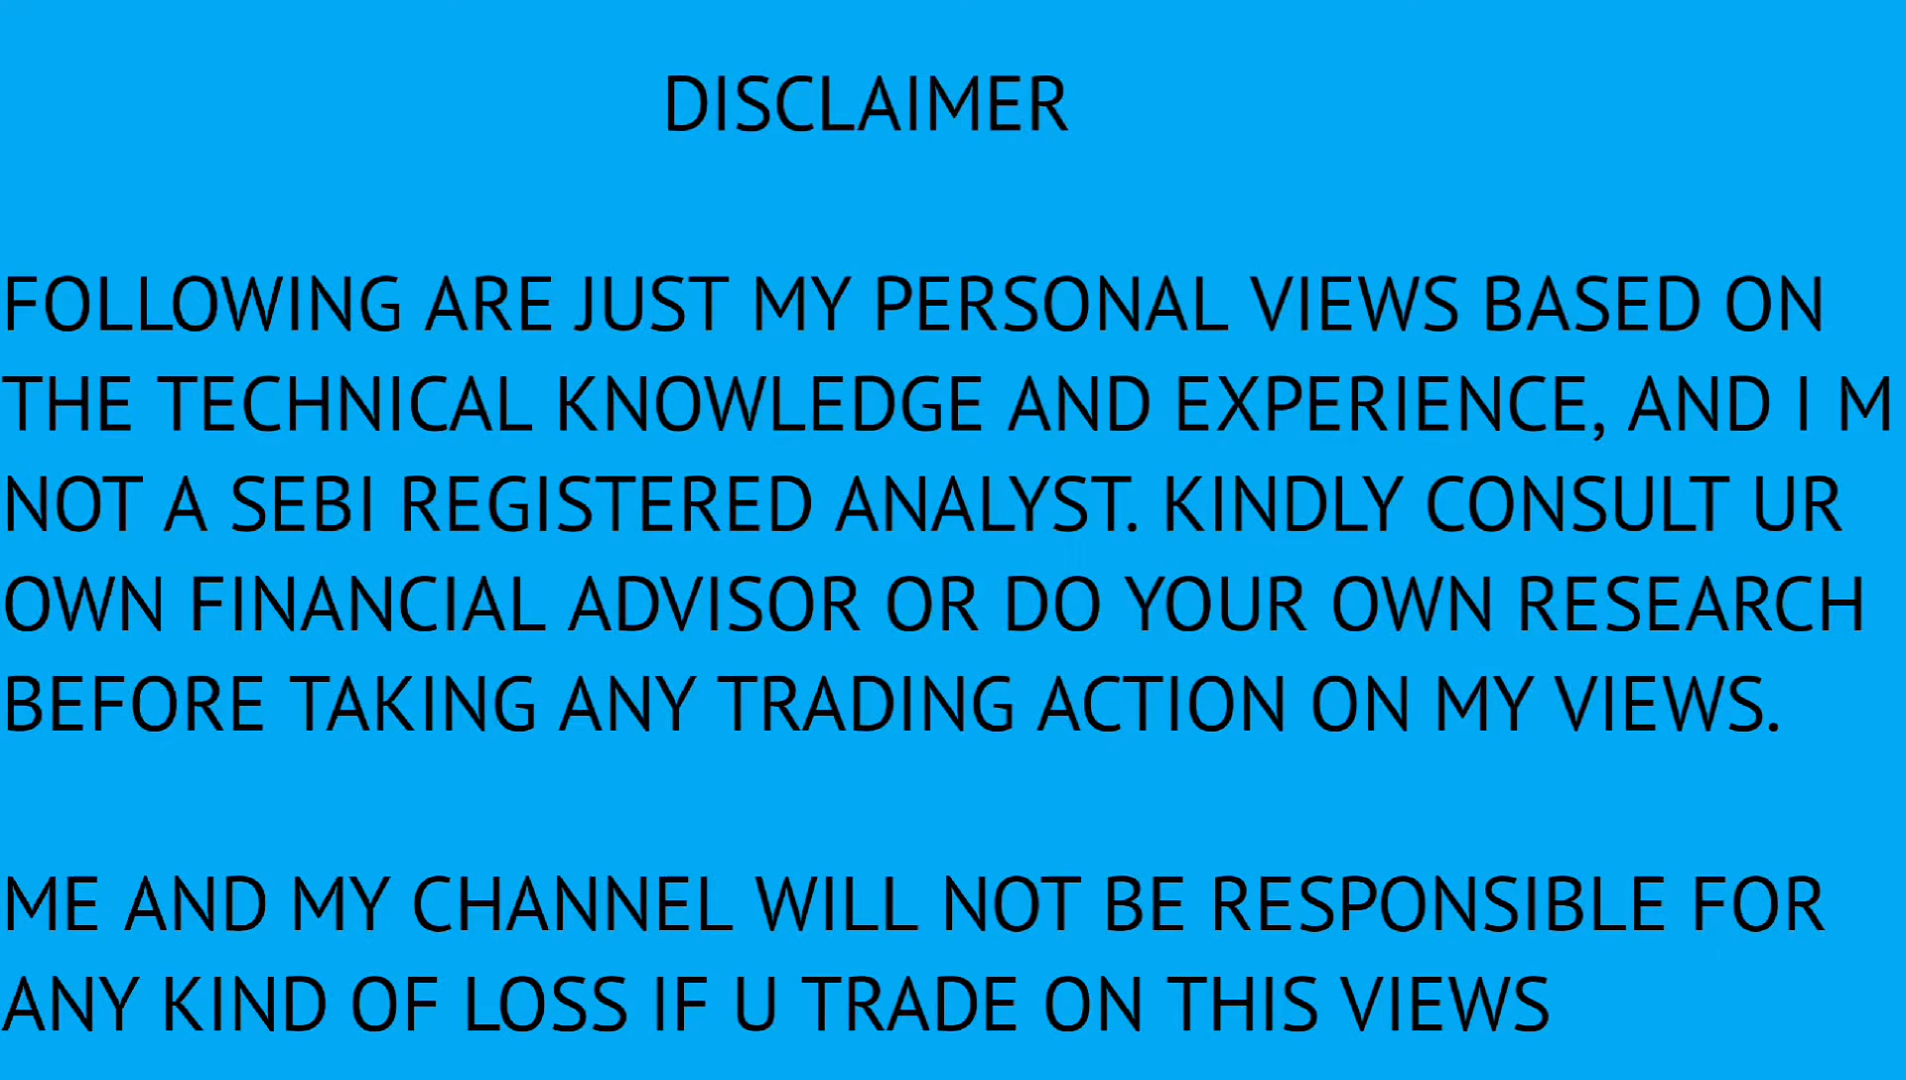 DISCLAIMER
FOLLOWING ARE JUST MY PERSONAL VIEWS BASED ON
THE TECHNICAL KNOWLEDGE AND EXPERIENCE, AND I M
NOT A SEBI REGISTERED ANALYST. KINDLY CONSULT UR
OWN FINANCIAL ADVISOR OR DO YOUR OWN RESEARCH
BEFORE TAKING ANY TRADING ACTION ON MY VIEWS.
ME AND MY CHANNEL WILL NOT BE RESPONSIBLE FOR
ANY KIND OF LOSS IF U TRADE ON THIS VIEWS